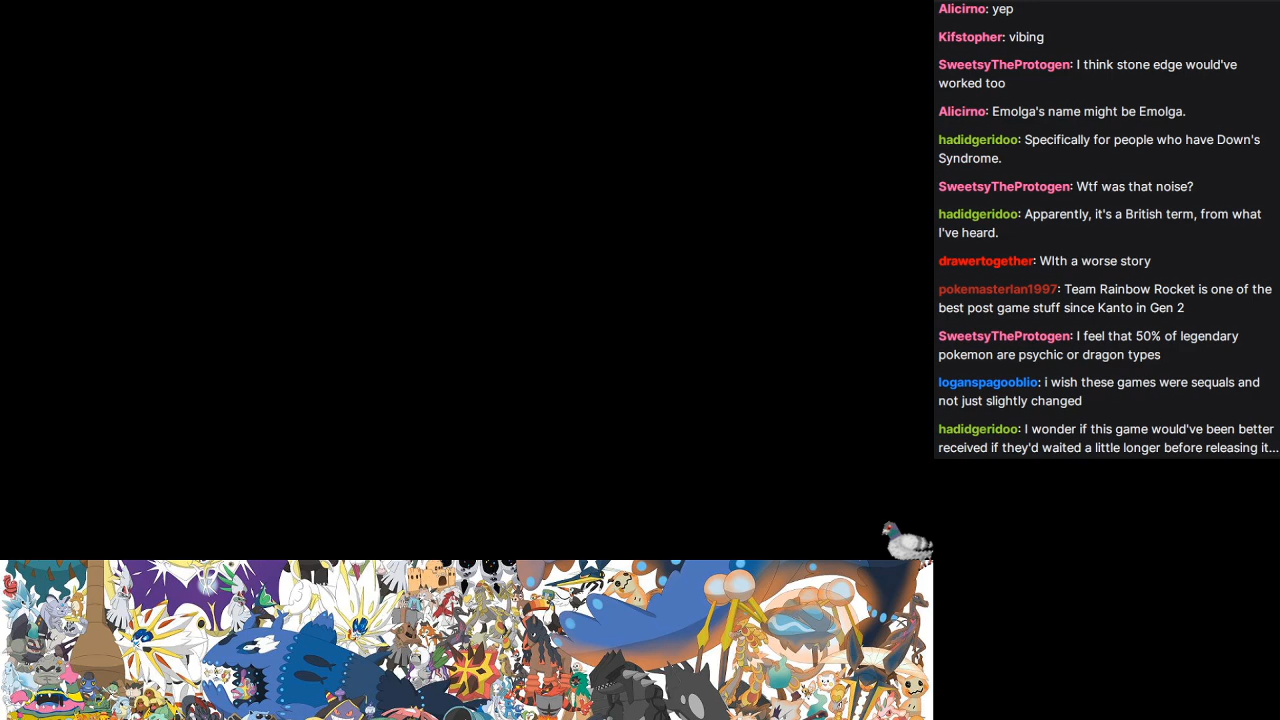 Alicirno: yep
Kifstopher: vibing
SweetsyTheProtogen: I think stone edge would've
worked too
Alicirno: Emolga's name might be Emolga.
hadidgeridoo: Specifically for people who have Down's
Syndrome.
SweetsyTheProtogen: Wtf was that noise?
hadidgeridoo: Apparently, it's a British term, from what
I've heard.
drawertogether: WIth a worse story
pokemasterlan1997: Team Rainbow Rocket is one of the
best post game stuff since Kanto in Gen 2
SweetsyTheProtogen: I feel that 50% of legendary
pokemon are psychic or dragon types
loganspagooblio: i wish these games were sequals and
not just slightly changed
hadidgeridoo: I wonder if this game would've been better
received if they'd waited a little longer before releasing it...